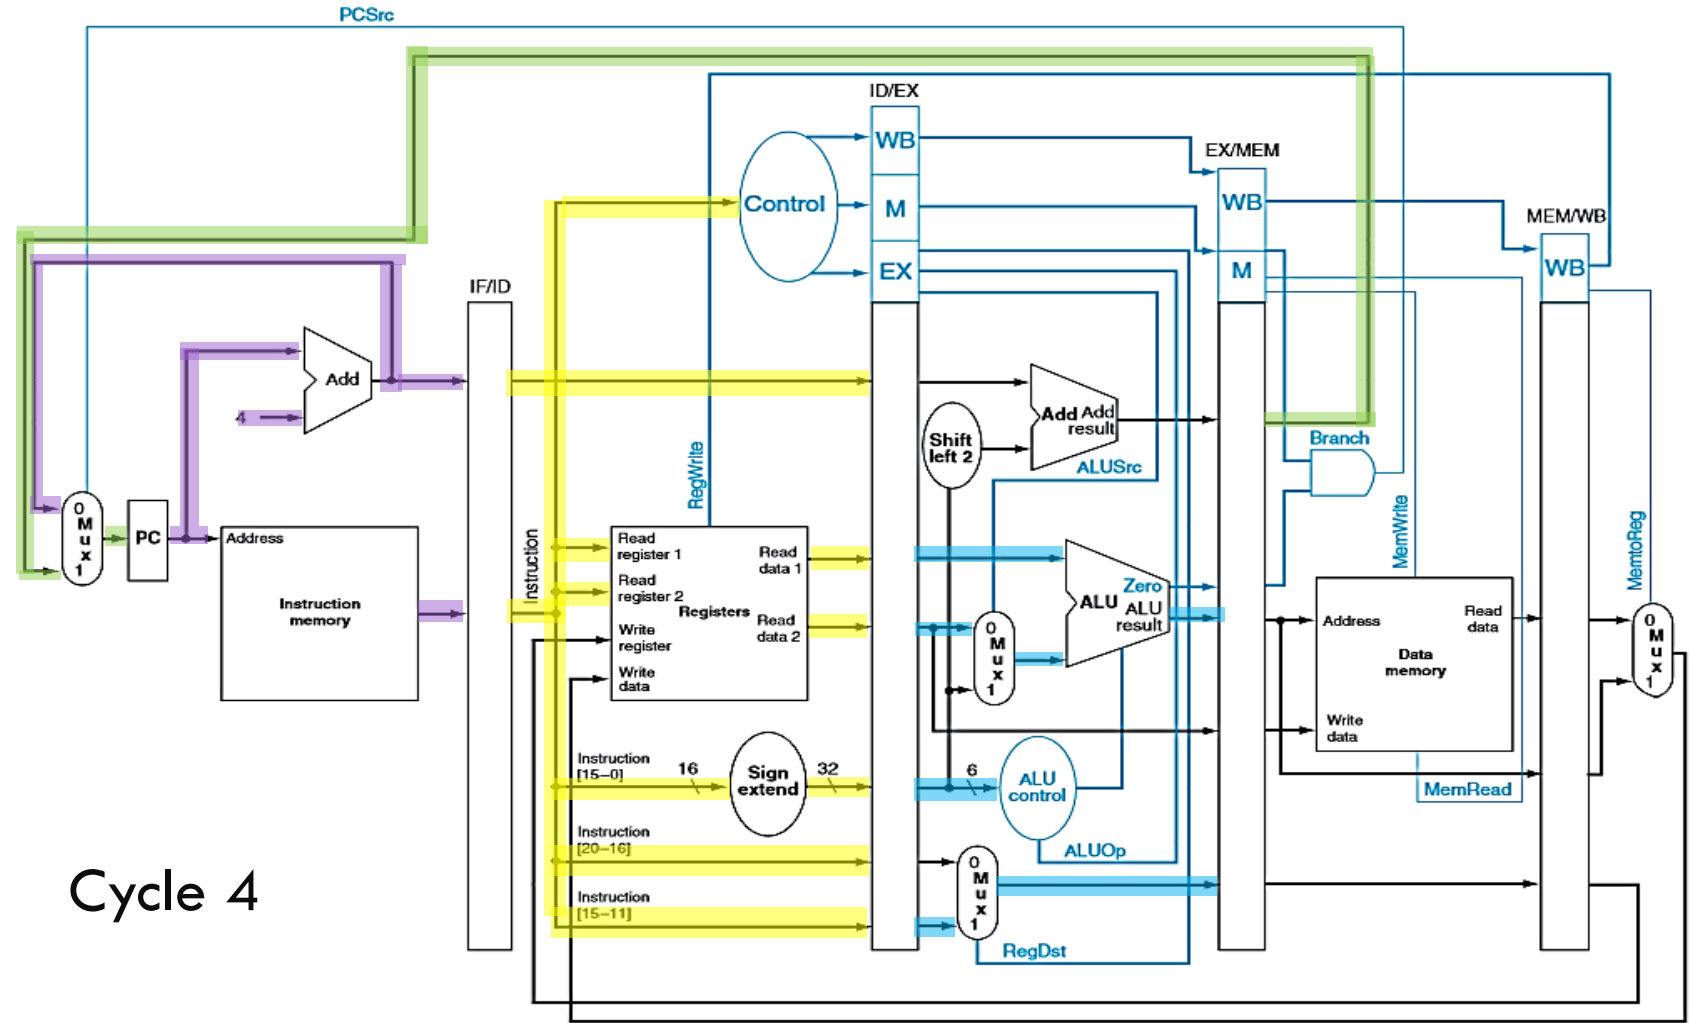 PCSrc
ID/EX
WB
EX/MEM
Control
M
WB
MEM/WB
EX
M
WB
IF/ID
Add
4
Add Add
result
Shift
left 2
Branch
ALUSrc
RegWrite
MemWrite
MemtoReg
0
M
u
x
1
PC
Address
Instruction
memory
Instruction
Read
register 1
Read
register 2
Registers
Write
register
Write
data
Read
data 1
Read
data 2
Zero
ALU
ALU
result
0
M
u
x
1
Address
Read
data
Data
memory
Write
data
0
M
u
x
1
Instruction
[15–0]
16
Sign
extend
32
6
ALU
control
MemRead
Instruction
[20–16]
ALUOp
0
M
u
x
1
Instruction
[15–11]
RegDst
Cycle 4